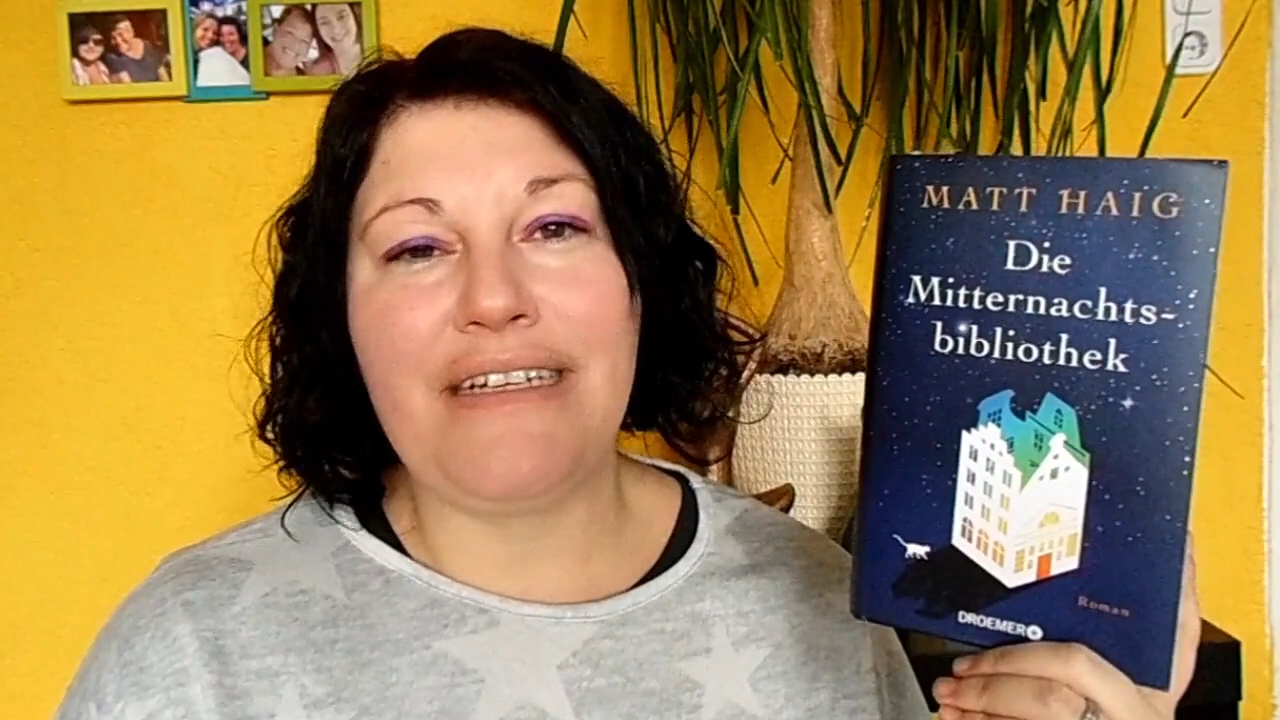 MATT HAIG
Die
Mitternachts-
bibliothek
Roman
DROEMER